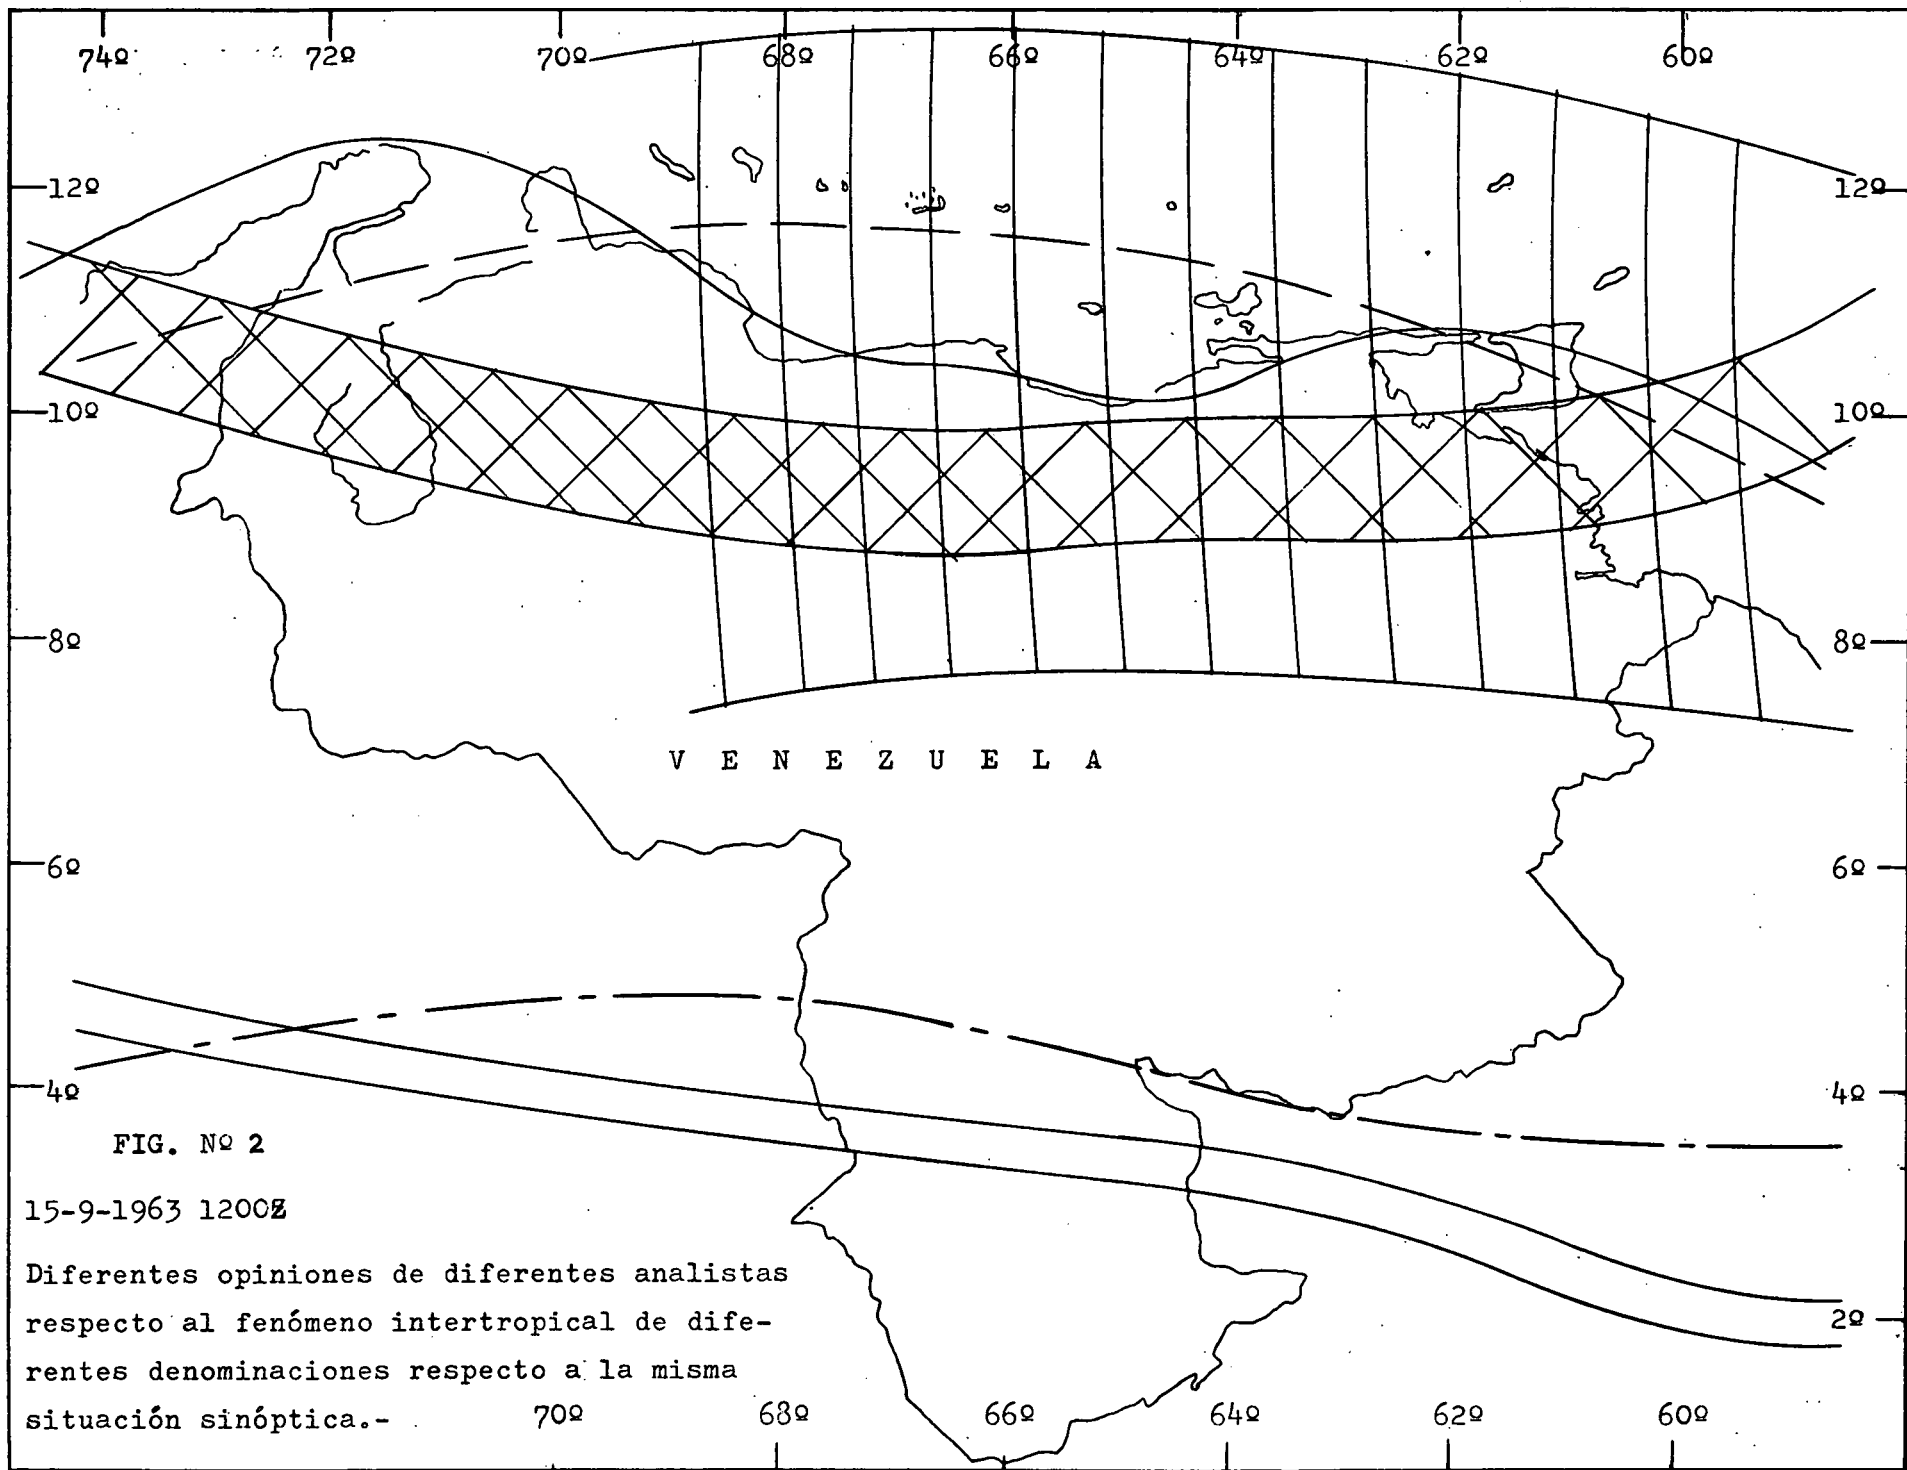 74º 72º 70º 68º 66º 64º 62º 60º
12º 12º
10º 10º
8º 8º
V E N E Z U E L A
6º 6º
4º 4º
FIG. Nº 2
15-9-1963 1200Z
2º
Diferentes opiniones de diferentes analistas
respecto al fenómeno intertropical de dife-
rentes denominaciones respecto a la misma
situación sinóptica.-
70º 68º 66º 64º 62º 60º